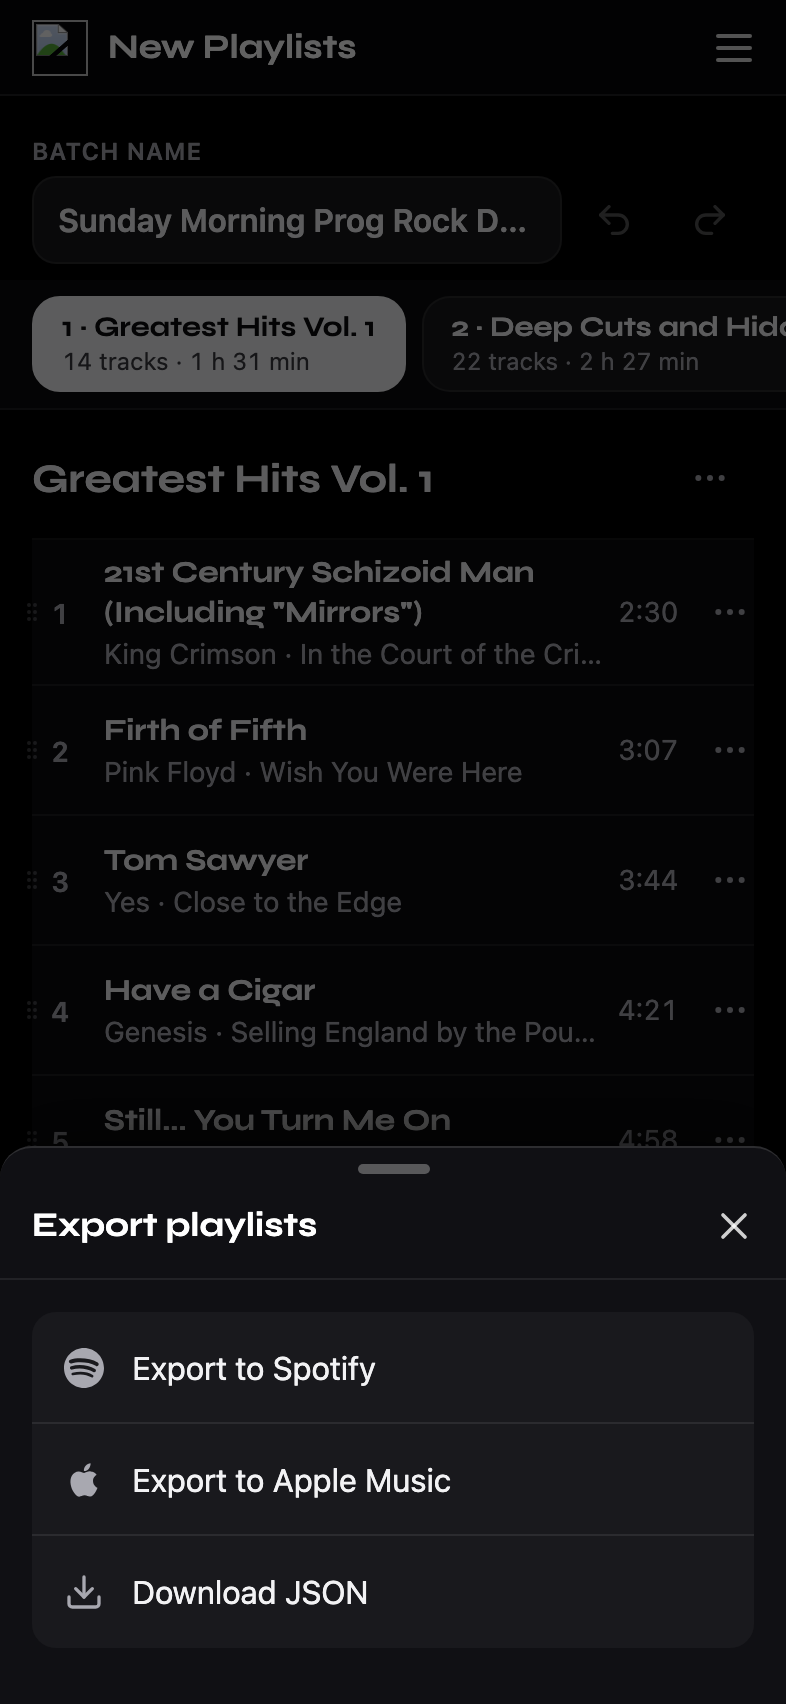 New Playlists
BATCH NAME
Sunday Morning Prog Rock D...
1 · Greatest Hits Vol. 1
14 tracks · 1 h 31 min
2 · Deep Cuts and Hidd
22 tracks · 2 h 27 min
Greatest Hits Vol. 1
1
21st Century Schizoid Man
(Including "Mirrors")
King Crimson · In the Court of the Cri...
2:30
2
Firth of Fifth
Pink Floyd · Wish You Were Here
3:07
3
Tom Sawyer
Yes · Close to the Edge
3:44
4
Have a Cigar
Genesis · Selling England by the Pou...
4:21
5
Still... You Turn Me On
4:58
Export playlists
Export to Spotify
Export to Apple Music
Download JSON